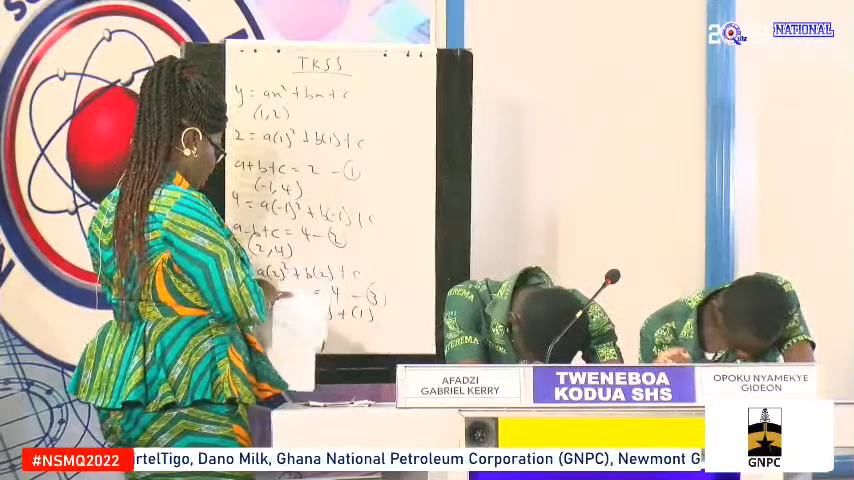 TKSS
y = ax² + bx + c
(1,2)
2 = a(1)² + b(1) + c
a+b+c = 2 - ①
(-1,4)
4 = a(-1)² + b(-1) + c
a-b+c = 4 - ②
(2,4)
a(2)² + b(2) + c
= 4 - ③
+ (1)
NATIONAL
AFADZI
GABRIEL KERRY
TWENEBOA
KODUA SHS
OPOKU NYAMEKYE
GIDEON
GNPC
#NSMQ2022
irtelTigo, Dano Milk, Ghana National Petroleum Corporation (GNPC), Newmont G